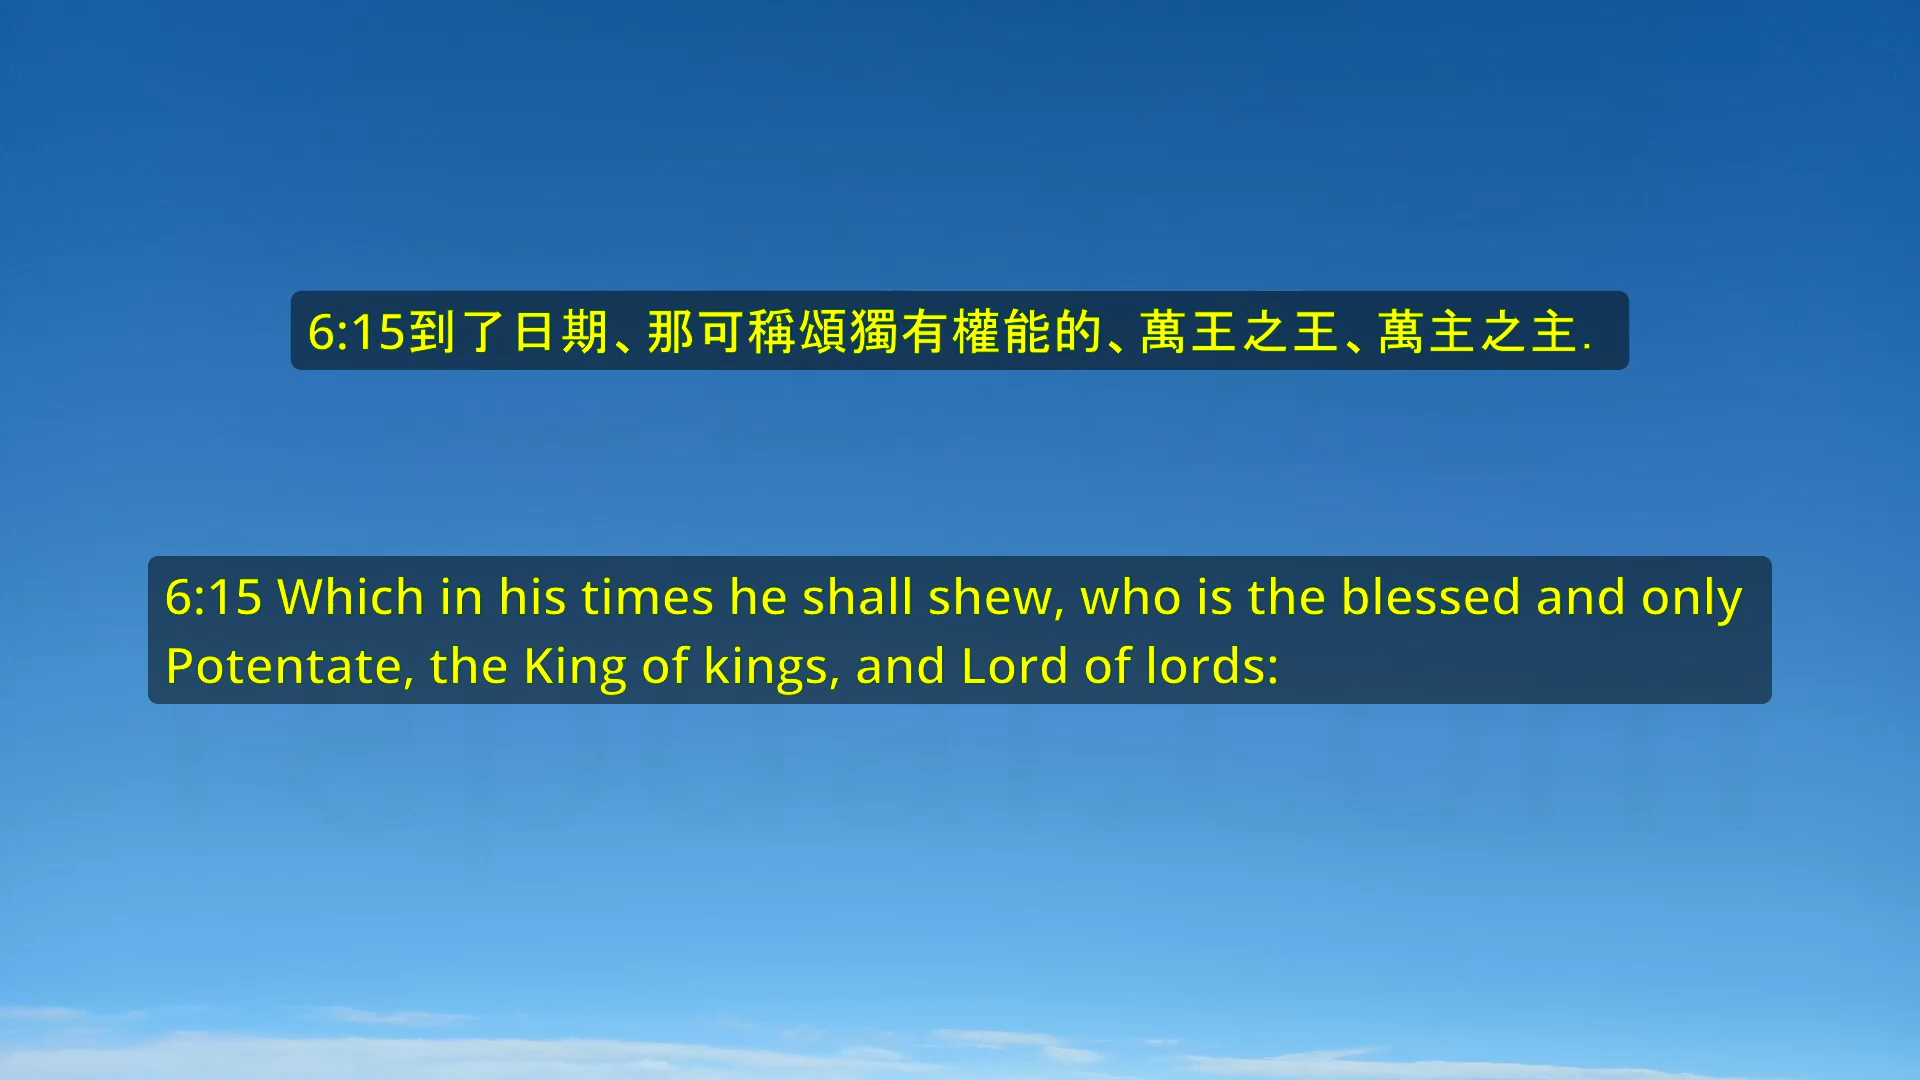 6:15到了日期、那可稱頌獨有權能的、萬王之王、萬主之主.
6:15 Which in his times he shall shew, who is the blessed and only
Potentate, the King of kings, and Lord of lords: